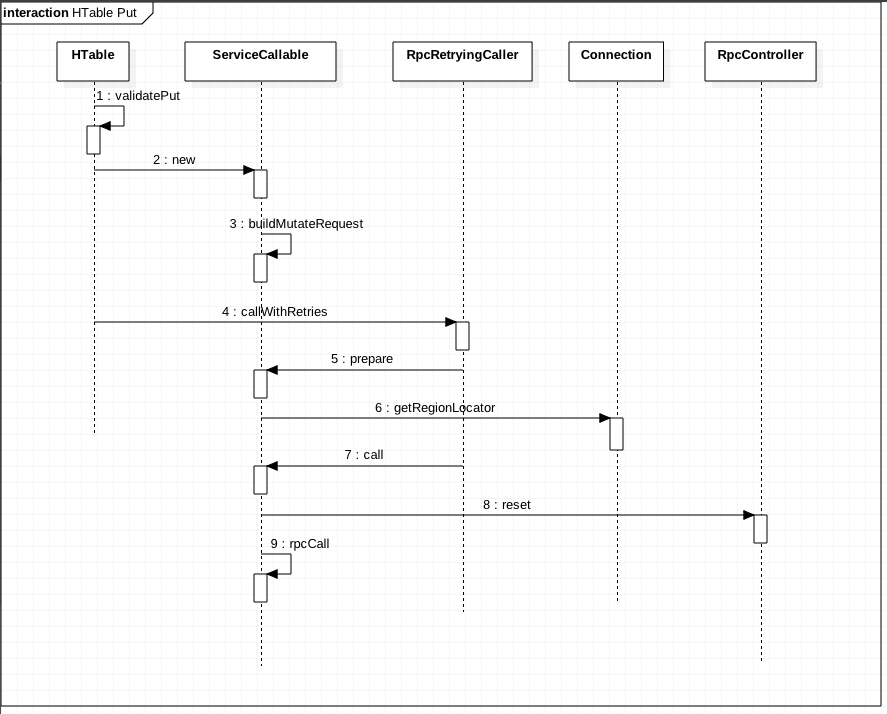 interaction HTable Put
HTable
ServiceCallable
RpcRetryingCaller
Connection
RpcController
1 : validatePut
2 : new
3 : buildMutateRequest
4 : callWithRetries
5 : prepare
6 : getRegionLocator
7 : call
8 : reset
9 : rpcCall